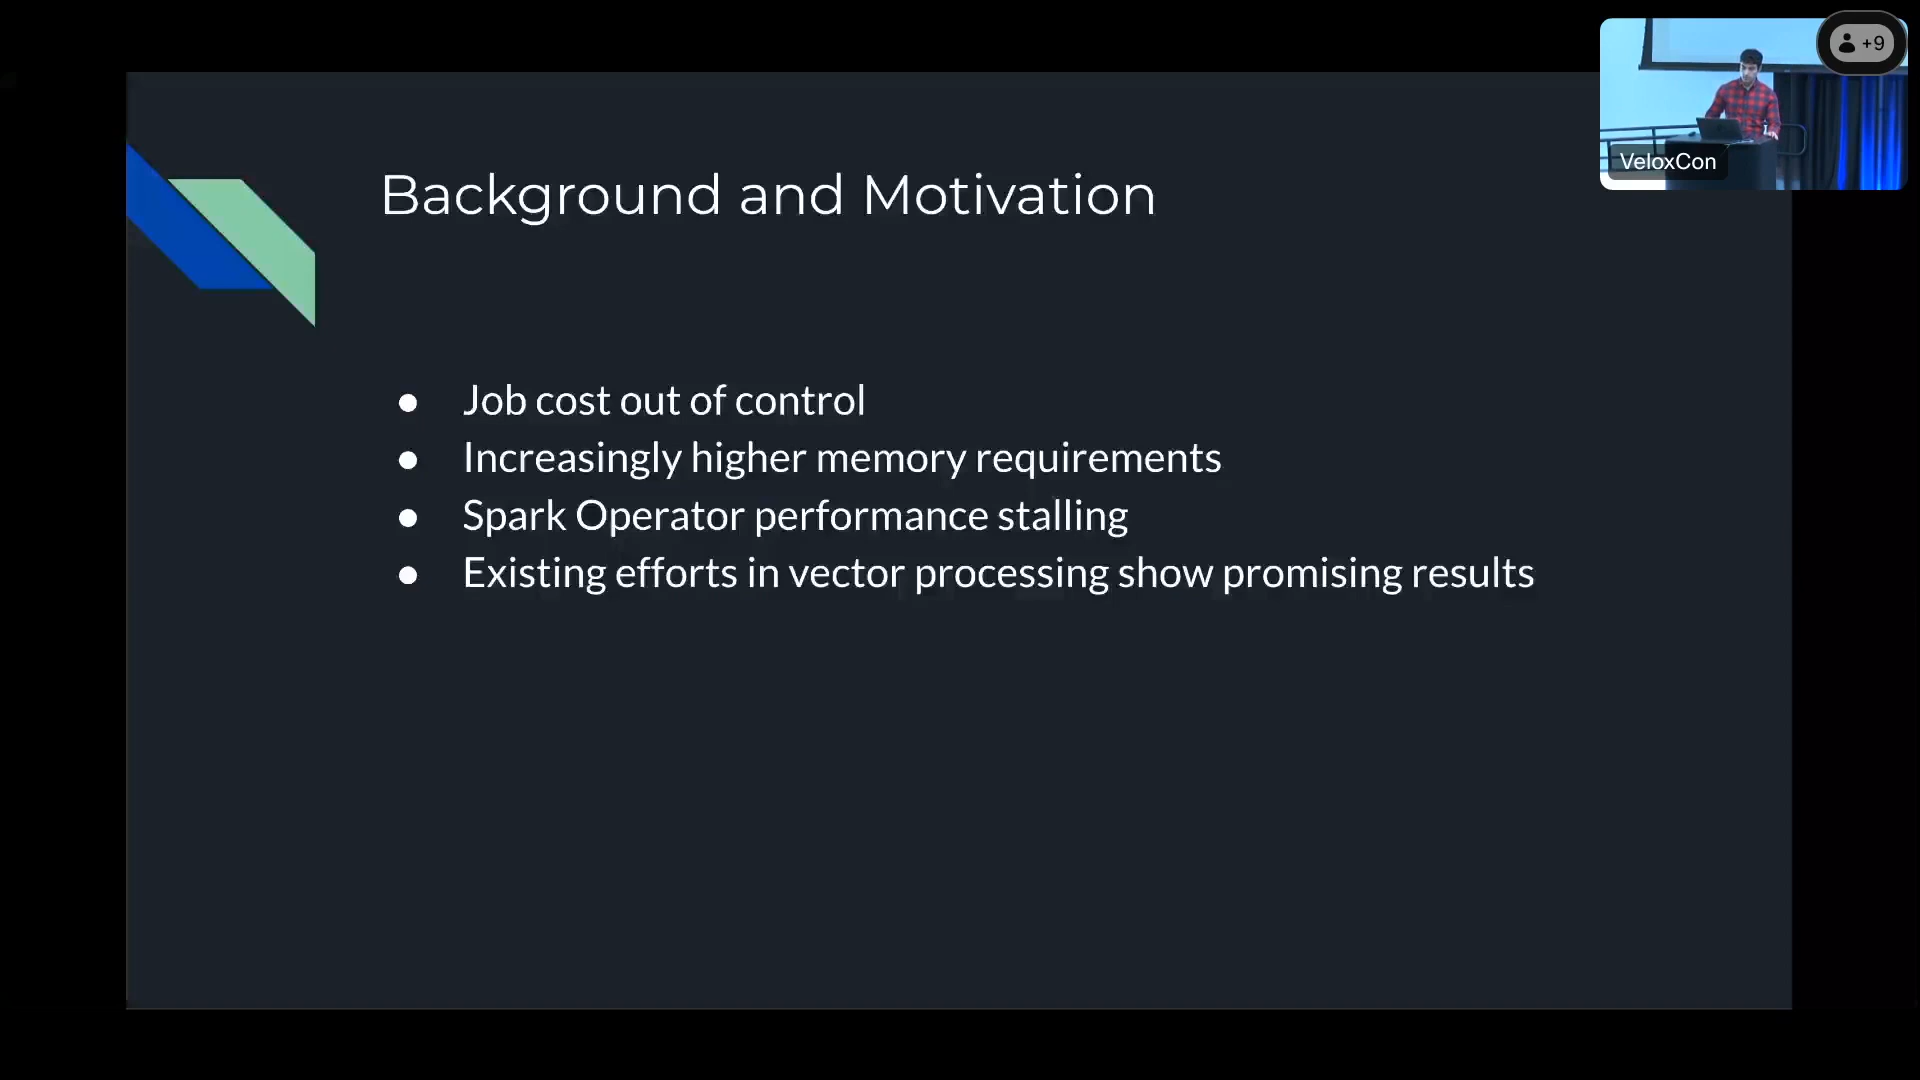 +9
VeloxCon
Background and Motivation
● Job cost out of control
● Increasingly higher memory requirements
● Spark Operator performance stalling
● Existing efforts in vector processing show promising results